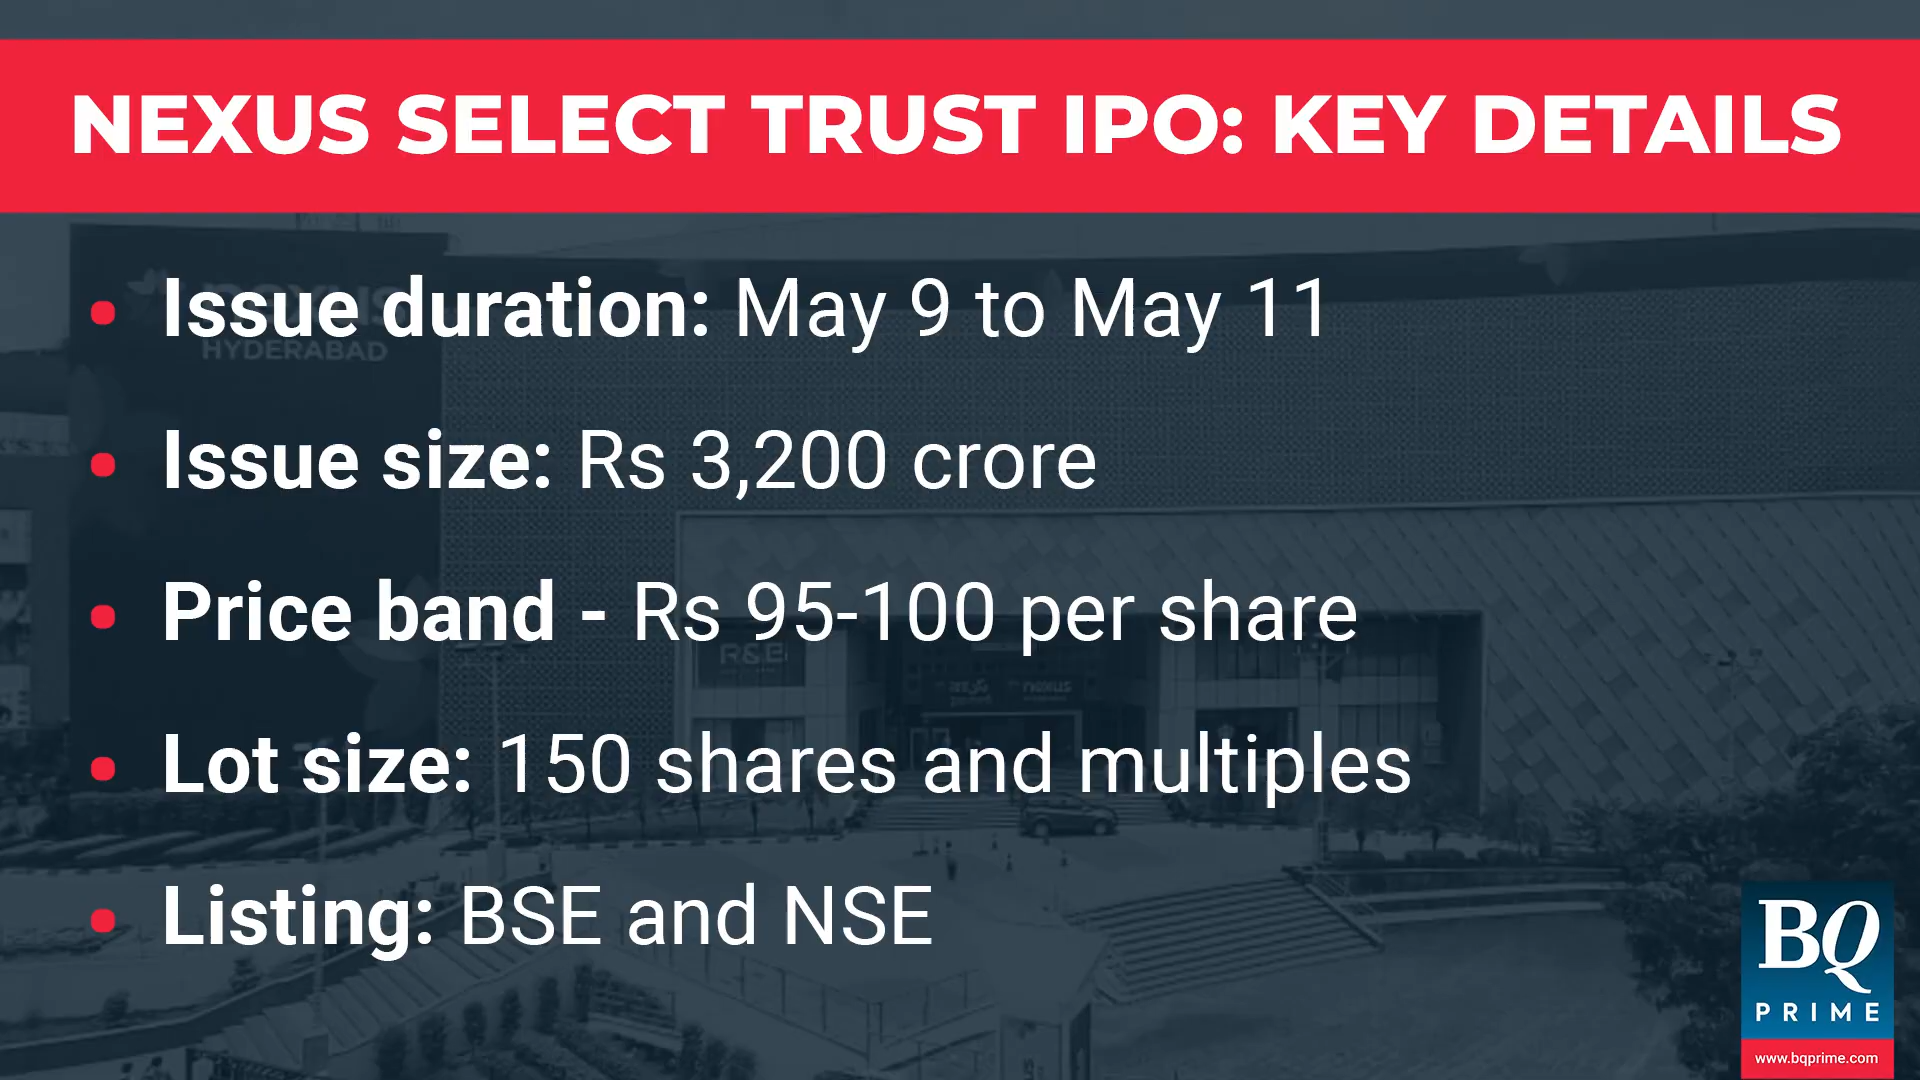 NEXUS SELECT TRUST IPO: KEY DETAILS
Issue duration: May 9 to May 11
HYDERABAD
Issue size: Rs 3,200 crore
Price band - Rs 95-100 per share
R&B
nexus
Lot size: 150 shares and multiples
Listing: BSE and NSE
BQ
PRIME
www.bqprime.com